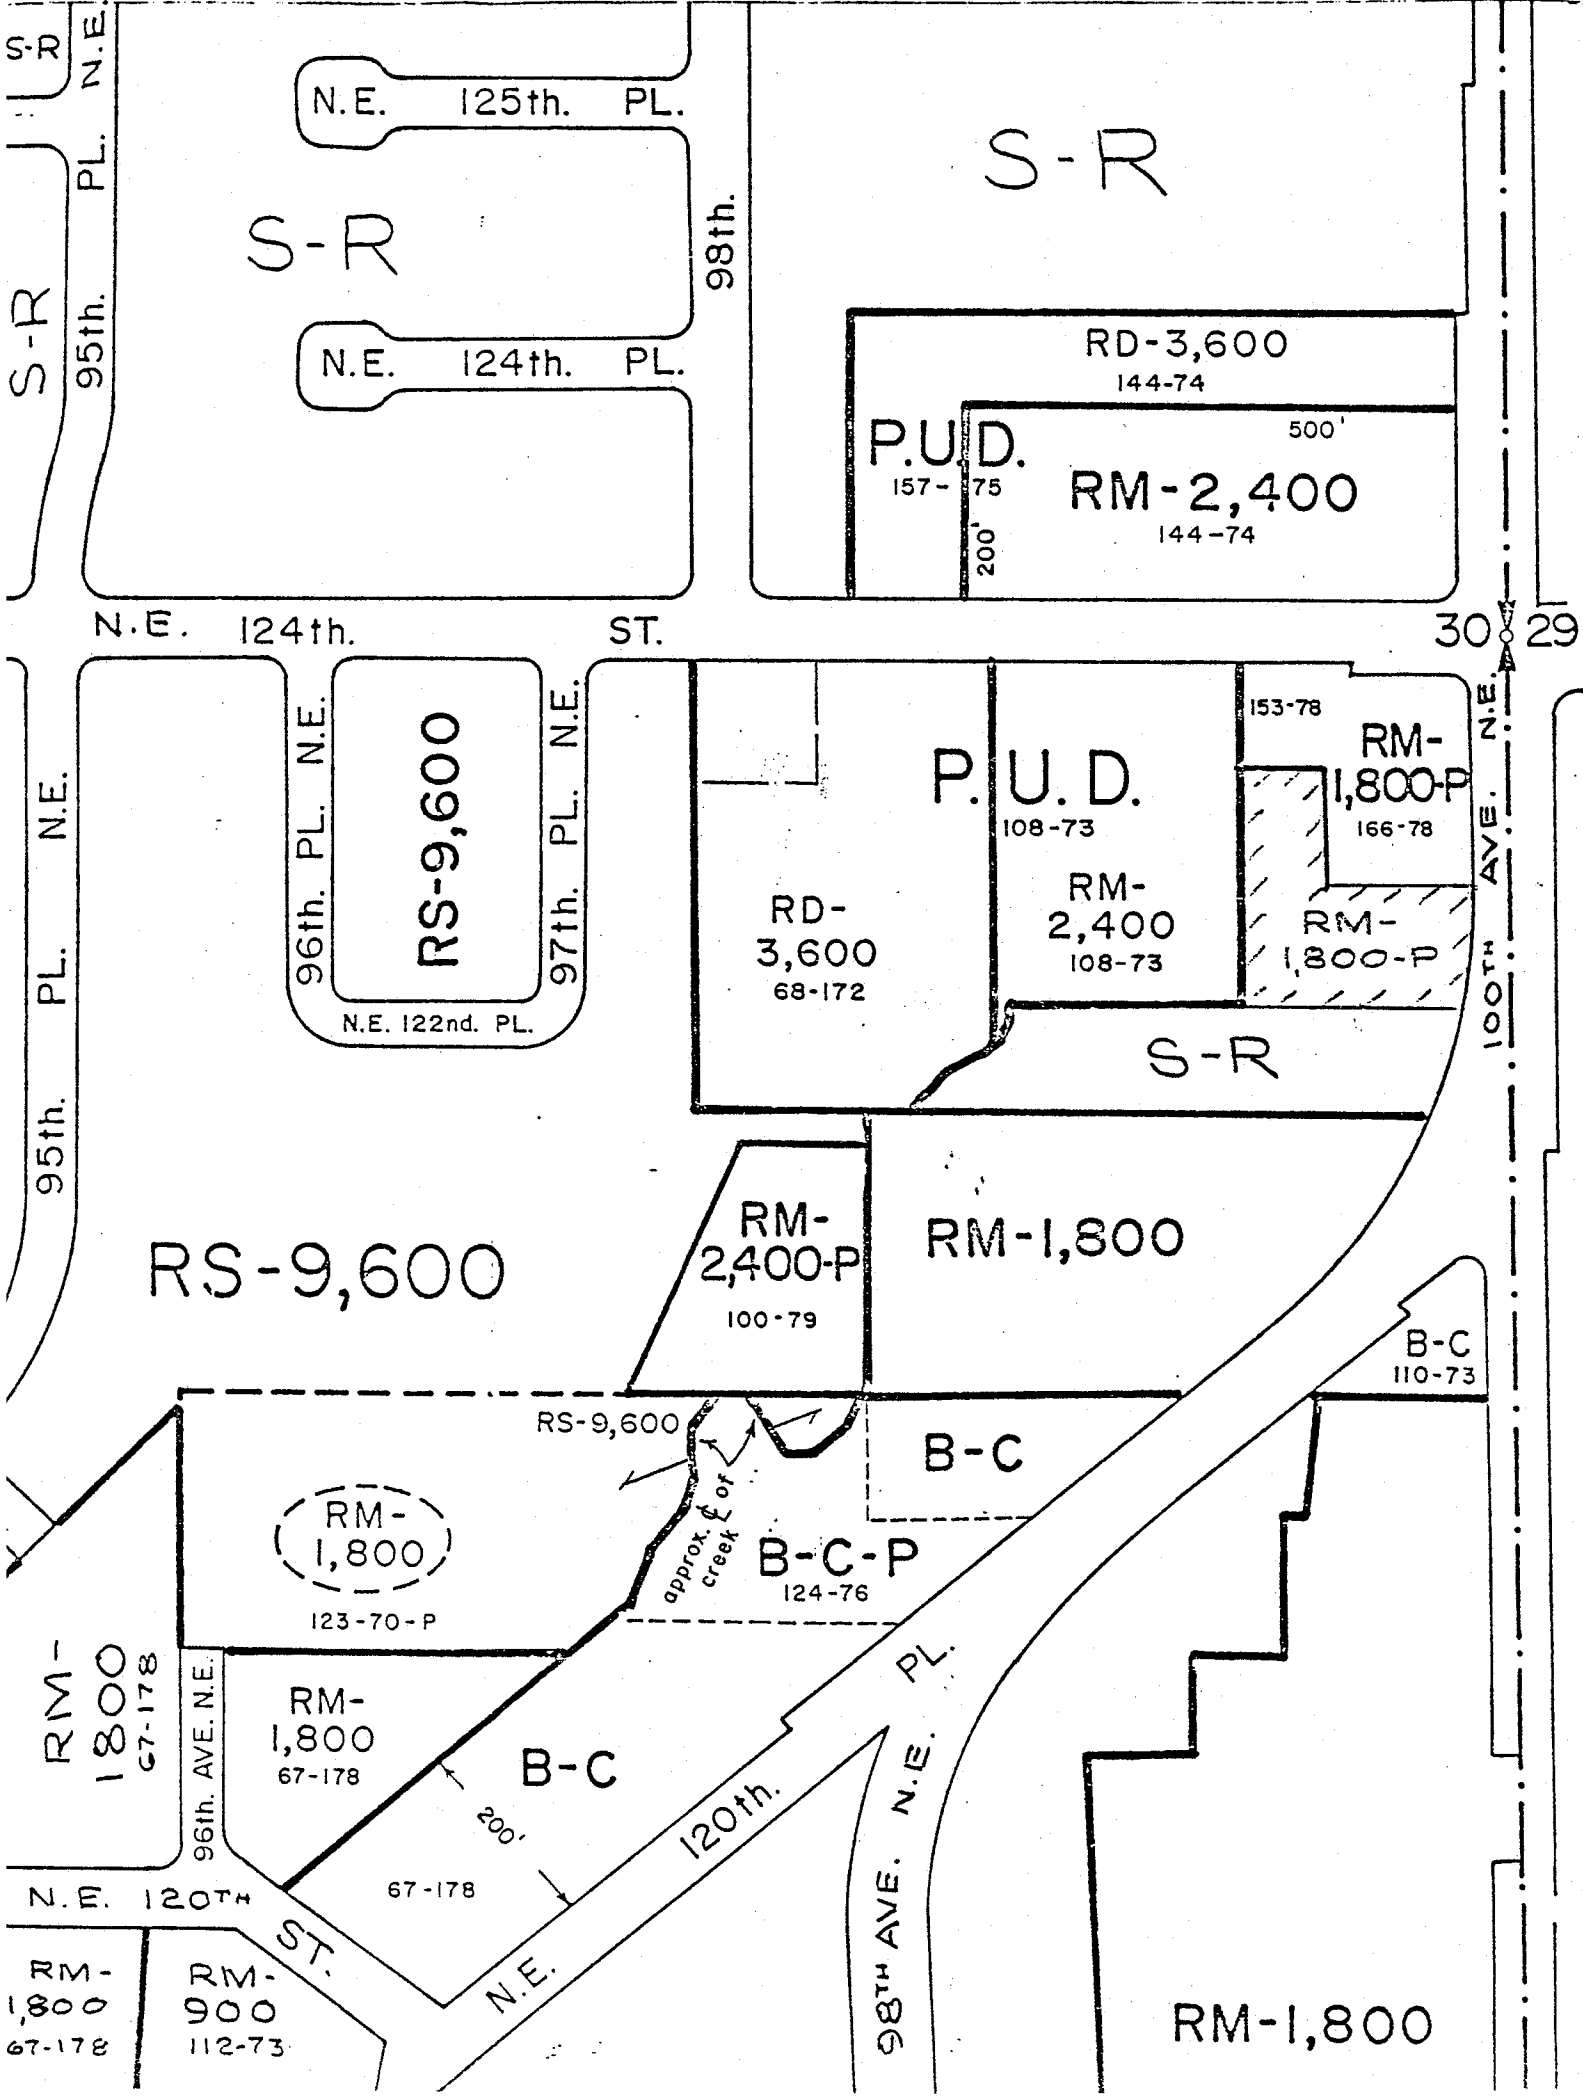 S-R
95th. PL. N.E.
N.E. 125th. PL.
S-R
S-R
98th.
S-R
N.E. 124th. PL.
RD-3,600
144-74
500'
P.U.D.
157-75
RM-2,400
144-74
200'
N.E. 124th. ST.
30 29
96th. PL. N.E.
RS-9,600
97th. PL. N.E.
N.E. 122nd. PL.
95th. PL. N.E.
P.U.D.
108-73
RD-
3,600
68-172
RM-
2,400
108-73
153-78
RM-
1,800-P
166-78
RM-
1,800-P
100TH AVE. N.E.
S-R
RS-9,600
RM-
2,400-P
100-79
RM-1,800
B-C
110-73
RS-9,600
B-C
approx. ℄ of
creek
B-C-P
124-76
RM-
1,800
123-70-P
RM-
1800
67-178
96th. AVE. N.E.
RM-
1,800
67-178
B-C
200'
67-178
N.E. 120th. PL.
98TH AVE. N.E.
N.E. 120TH ST.
RM-
1,800
67-178
RM-
900
112-73
RM-1,800